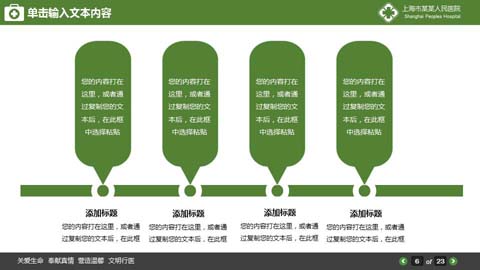 单击输入文本内容
上海市某某人民医院
Shanghai Peoples Hospital
您的内容打在
这里，或者通
过复制您的文
本后，在此框
中选择粘贴
您的内容打在
这里，或者通
过复制您的文
本后，在此框
中选择粘贴
您的内容打在
这里，或者通
过复制您的文
本后，在此框
中选择粘贴
您的内容打在
这里，或者通
过复制您的文
本后，在此框
中选择粘贴
添加标题
您的内容打在这里，或者通
过复制您的文本后，在此框
添加标题
您的内容打在这里，或者通
过复制您的文本后，在此框
添加标题
您的内容打在这里，或者通
过复制您的文本后，在此框
添加标题
您的内容打在这里，或者通
过复制您的文本后，在此框
关爱生命 奉献真情 营造温馨 文明行医
6 of 23